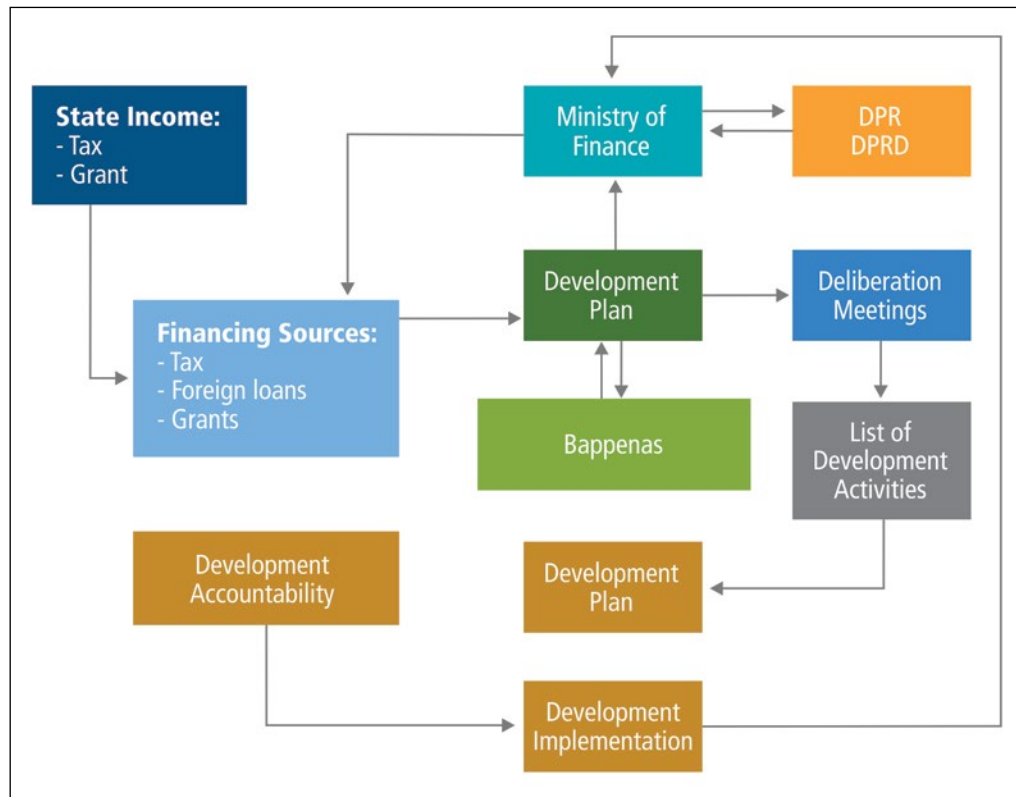 State Income:
- Tax
- Grant
Ministry of
Finance
DPR
DPRD
Financing Sources:
- Tax
- Foreign loans
- Grants
Development
Plan
Deliberation
Meetings
Bappenas
List of
Development
Activities
Development
Accountability
Development
Plan
Development
Implementation